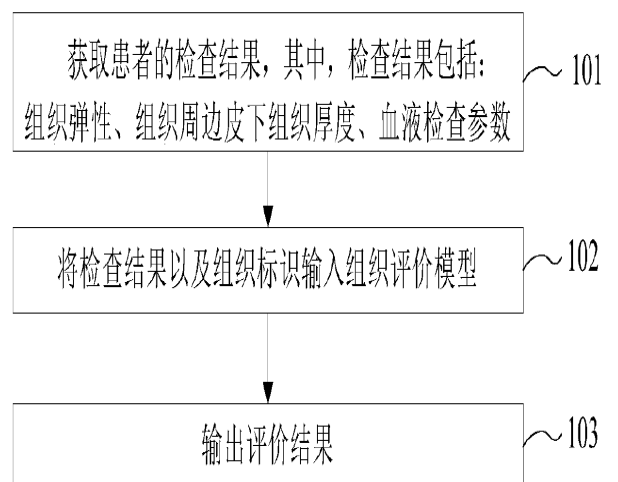 获取患者的检查结果，其中，检查结果包括：
组织弹性、组织周边皮下组织厚度、血液检查参数
101
将检查结果以及组织标识输入组织评价模型
102
输出评价结果
103